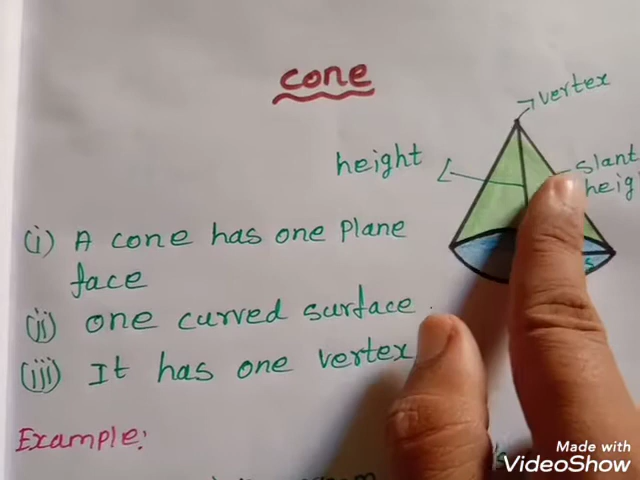 cone
vertex
height
slant
heig
(i) A cone has one plane
face
(ii) one curved surface.
(iii) It has one vertex
Example:
Made with
VideoShow